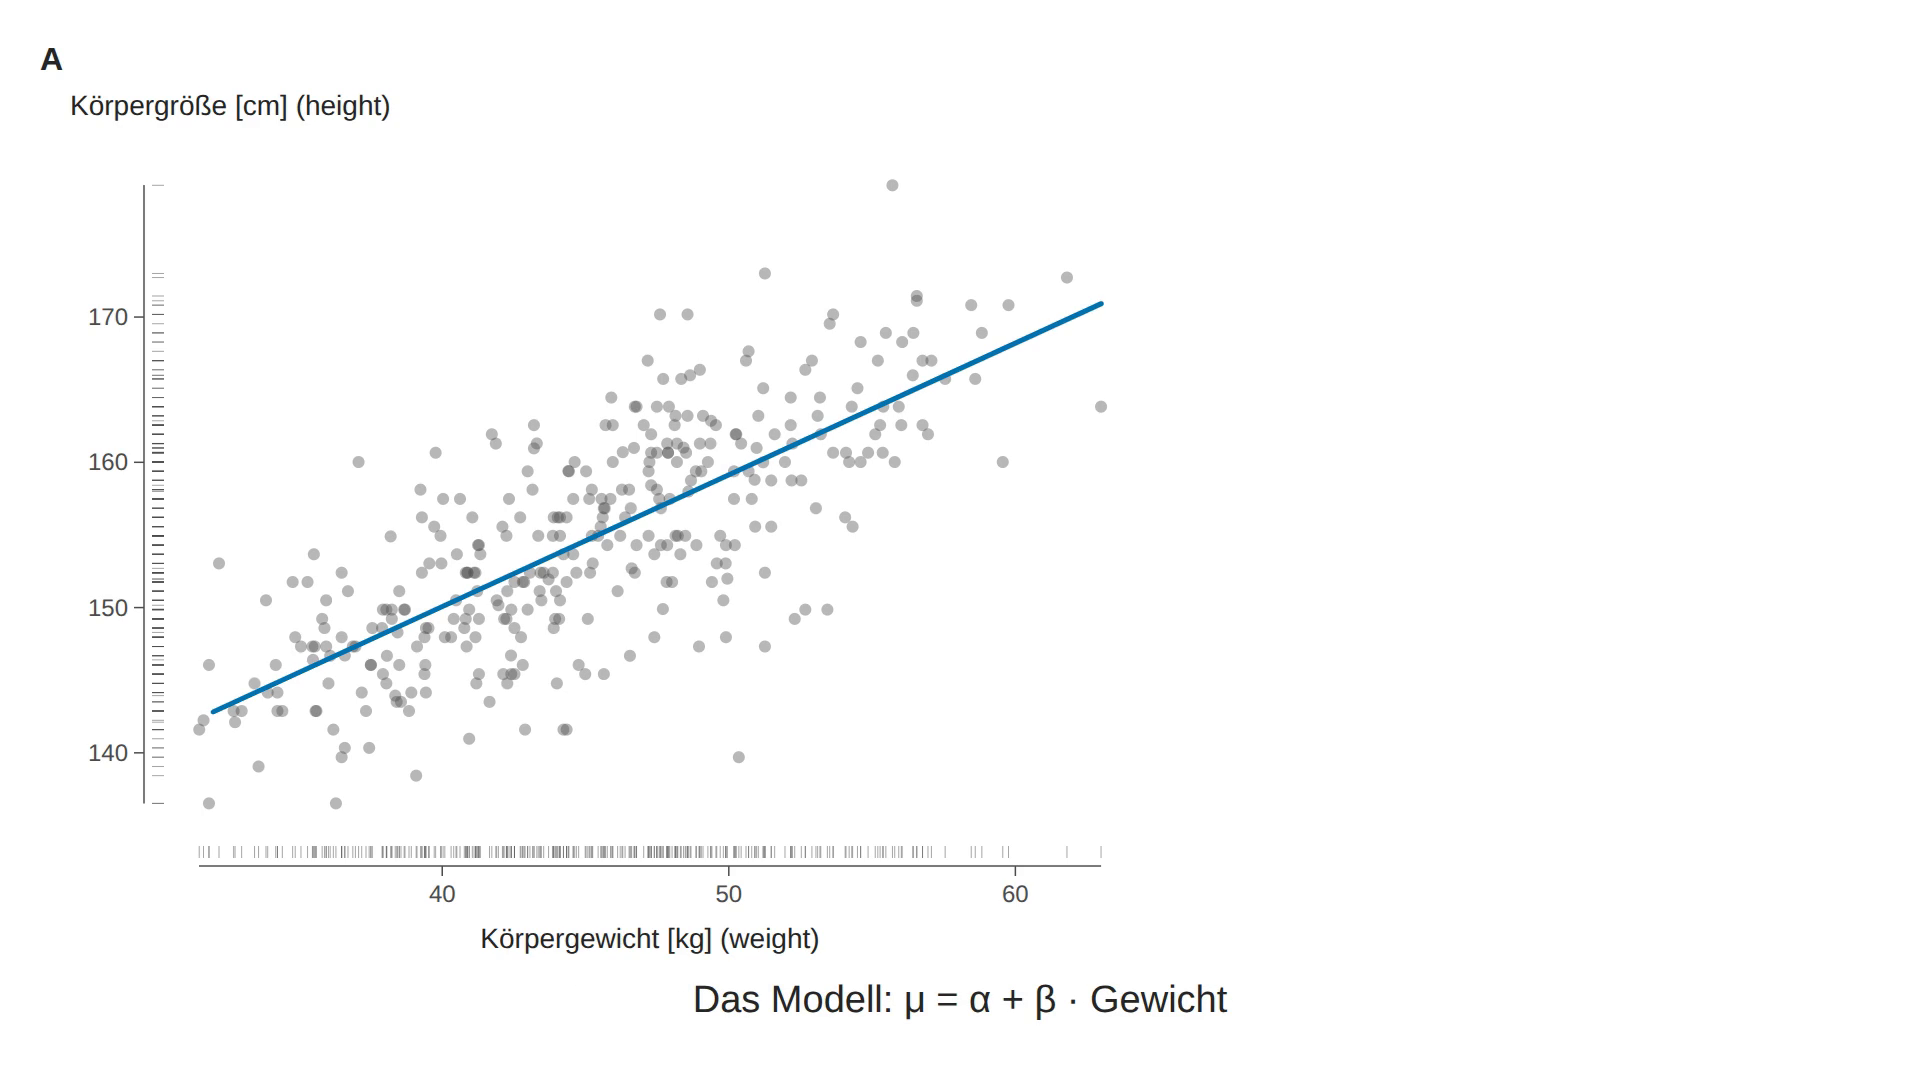 A
Körpergröße [cm] (height)
170
160
150
140
40 50 60
Körpergewicht [kg] (weight)
Das Modell: μ = α + β · Gewicht